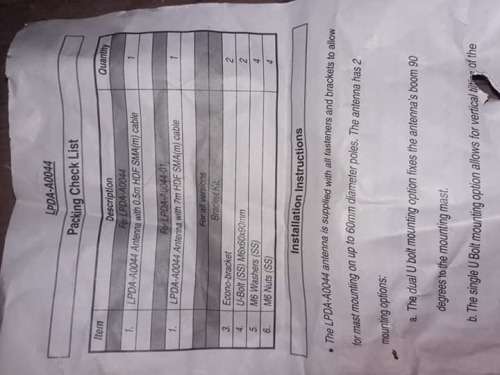 LPDA-A0044
Packing Check List
Item Description Quantity
For LPDA-A0044
1. LPDA-A0044 Antenna with 0.5m HDF SMA(m) cable 1
For LPDA-A0044-01
1. LPDA-A0044 Antenna with 7m HDF SMA(m) cable 1
For all versions
Bracket Kit
3. Econo-bracket 2
4. U-Bolt (SS) M6x60x90mm 2
5. M6 Washers (SS) 4
6. M6 Nuts (SS) 4
Installation Instructions
• The LPDA-A0044 antenna is supplied with all fasteners and brackets to allow
for mast mounting on up to 60mm diameter poles. The antenna has 2
mounting options:
a. The dual U bolt mounting option fixes the antenna's boom 90
degrees to the mounting mast.
b. The single U Bolt mounting option allows for vertical of the